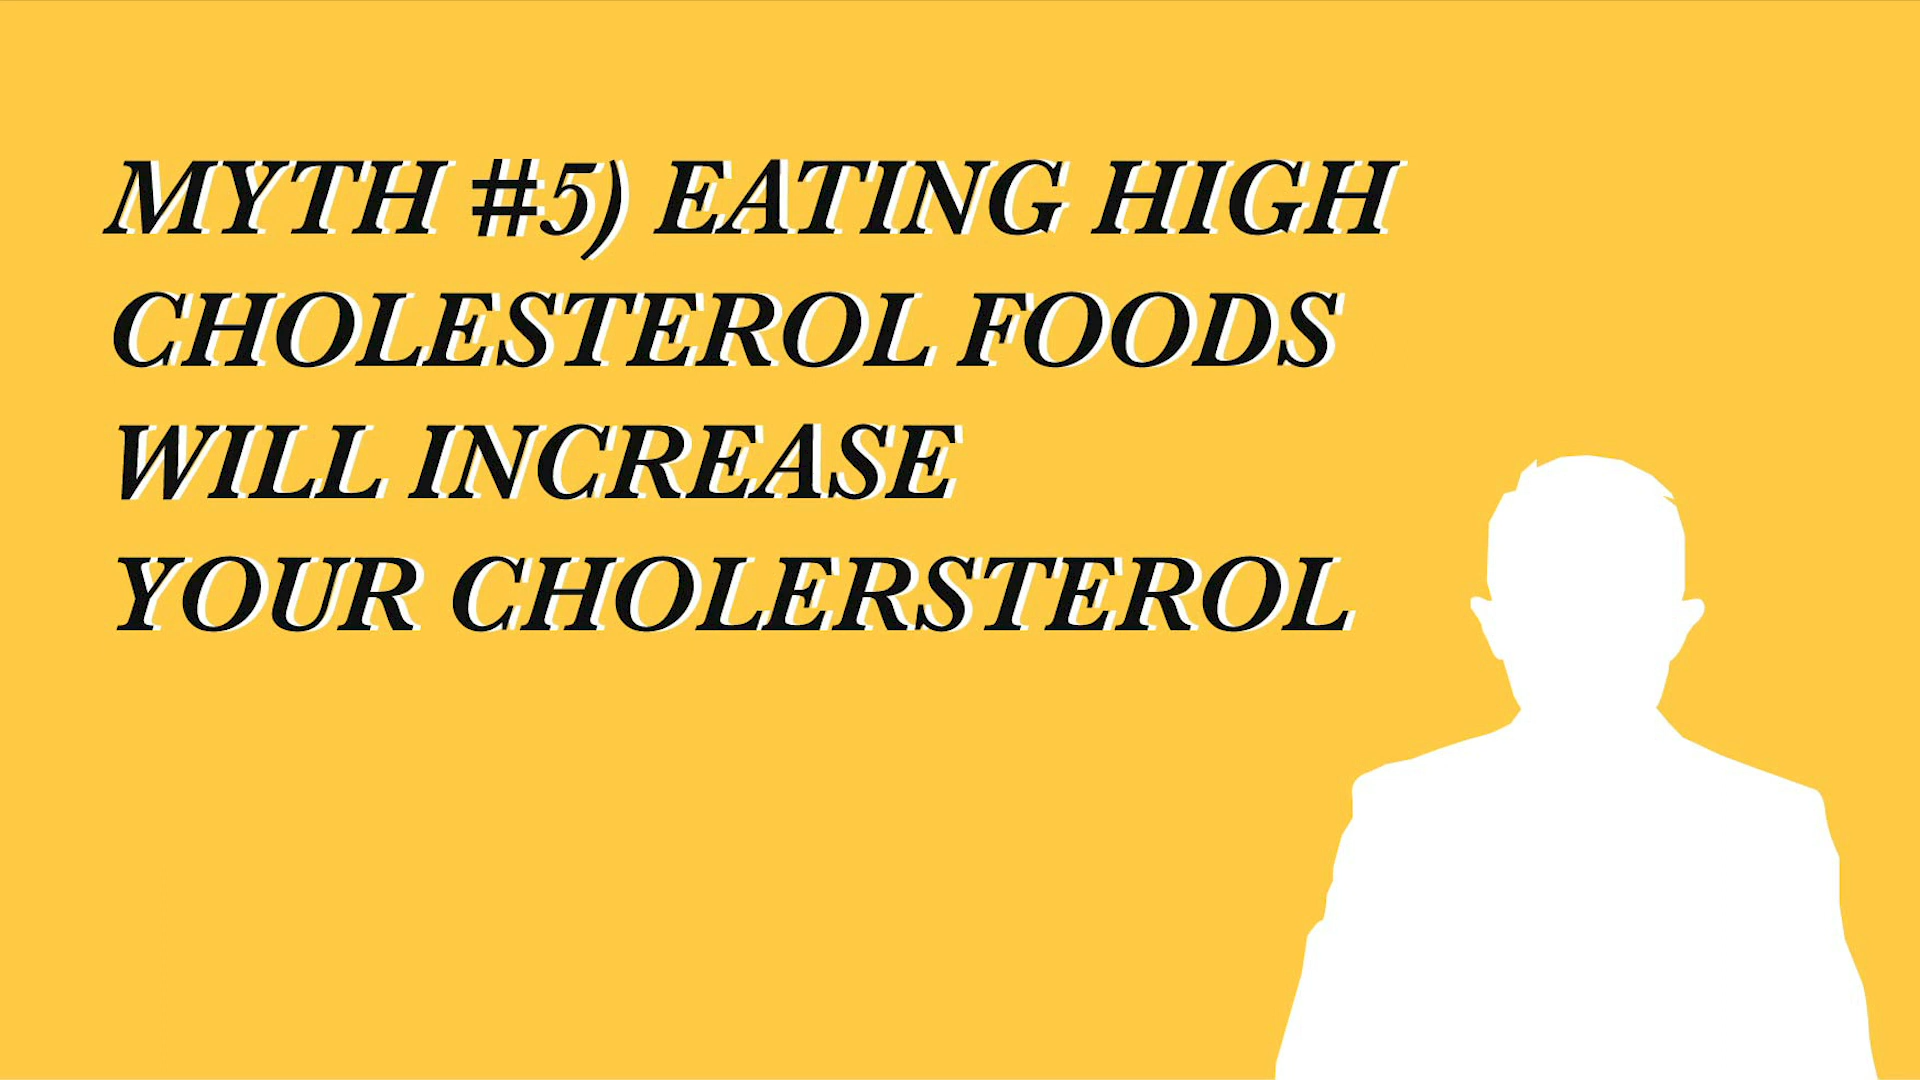 MYTH #5) EATING HIGH
CHOLESTEROL FOODS
WILL INCREASE
YOUR CHOLERSTEROL